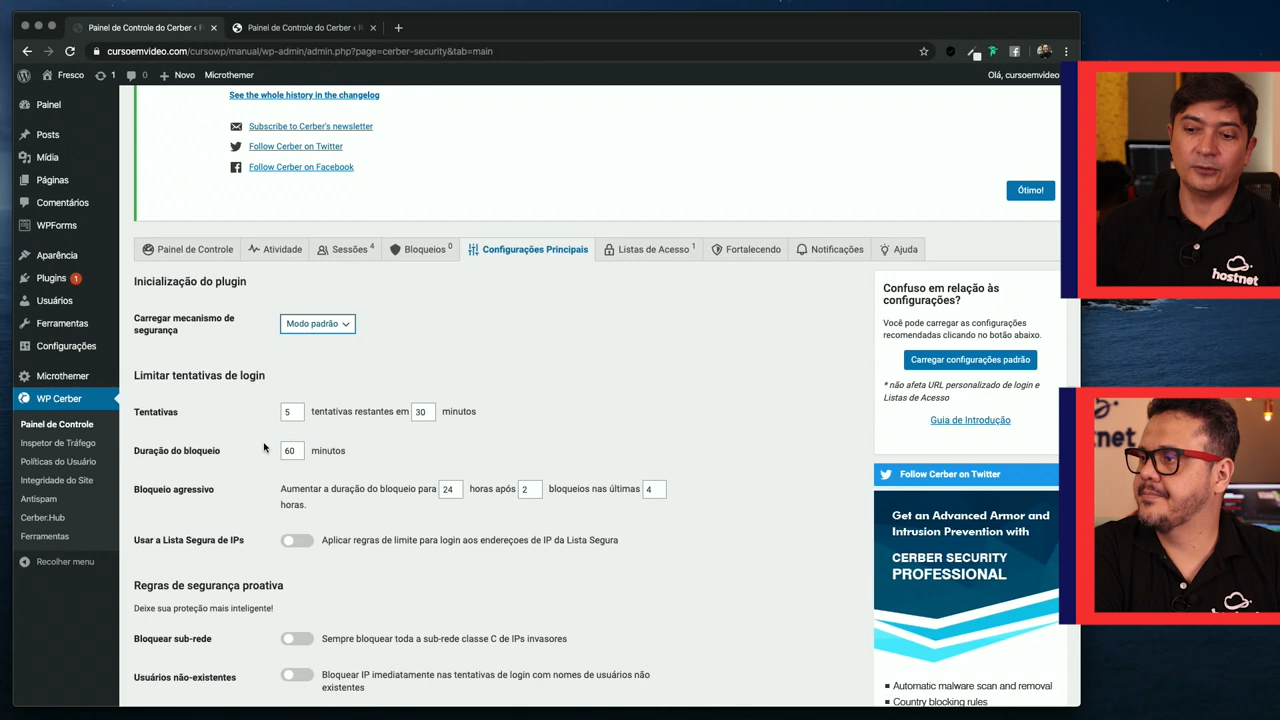 Painel de Controle do Cerber ‹ F
Painel de Controle do Cerber ‹
cursoemvideo.com/cursowp/manual/wp-admin/admin.php?page=cerber-security&tab=main
Fresco
1
0
Novo
Microthemer
Olá, cursoemvideo
Painel
Posts
Mídia
Páginas
Comentários
WPForms
Aparência
Plugins 1
Usuários
Ferramentas
Configurações
Microthemer
WP Cerber
Painel de Controle
Inspetor de Tráfego
Políticas do Usuário
Integridade do Site
Antispam
Cerber.Hub
Ferramentas
Recolher menu
See the whole history in the changelog
Subscribe to Cerber's newsletter
Follow Cerber on Twitter
Follow Cerber on Facebook
Ótimo!
Painel de Controle
Atividade
Sessões 4
Bloqueios 0
Configurações Principais
Listas de Acesso 1
Fortalecendo
Notificações
Ajuda
Inicialização do plugin
Carregar mecanismo de
segurança
Modo padrão
Limitar tentativas de login
Tentativas
5 tentativas restantes em 30 minutos
Duração do bloqueio
60 minutos
Bloqueio agressivo
Aumentar a duração do bloqueio para 24 horas após 2 bloqueios nas últimas 4
horas.
Usar a Lista Segura de IPs
Aplicar regras de limite para login aos endereçoes de IP da Lista Segura
Regras de segurança proativa
Deixe sua proteção mais inteligente!
Bloquear sub-rede
Sempre bloquear toda a sub-rede classe C de IPs invasores
Usuários não-existentes
Bloquear IP imediatamente nas tentativas de login com nomes de usuários não
existentes
Confuso em relação às
configurações?
Você pode carregar as configurações
recomendadas clicando no botão abaixo.
Carregar configurações padrão
* não afeta URL personalizado de login e
Listas de Acesso
Guia de Introdução
Follow Cerber on Twitter
Get an Advanced Armor and
Intrusion Prevention with
CERBER SECURITY
PROFESSIONAL
Automatic malware scan and removal
Country blocking rules
hostnet